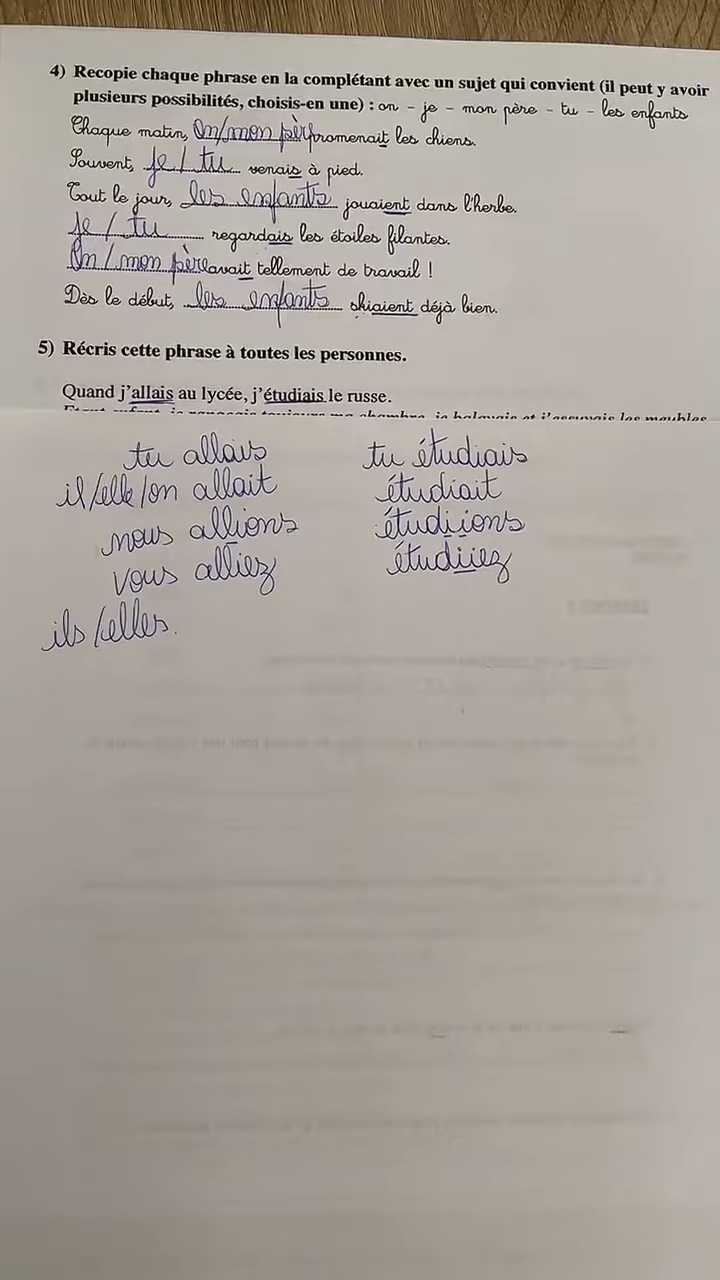 4) Recopie chaque phrase en la complétant avec un sujet qui convient (il peut y avoir
plusieurs possibilités, choisis-en une) : on - je - mon père - tu - les enfants
Chaque matin, On/mon père promenait les chiens.
Souvent, je / tu venais à pied.
Tout le jour, les enfants jouaient dans l'herbe.
Je / tu regardais les étoiles filantes.
On / mon père avait tellement de travail !
Dès le début, les enfants skiaient déjà bien.
5) Récris cette phrase à toutes les personnes.
Quand j'allais au lycée, j'étudiais le russe.
tu allais tu étudiais
il/elle/on allait étudiait
nous allions étudiions
vous alliez étudiiez
ils/elles.